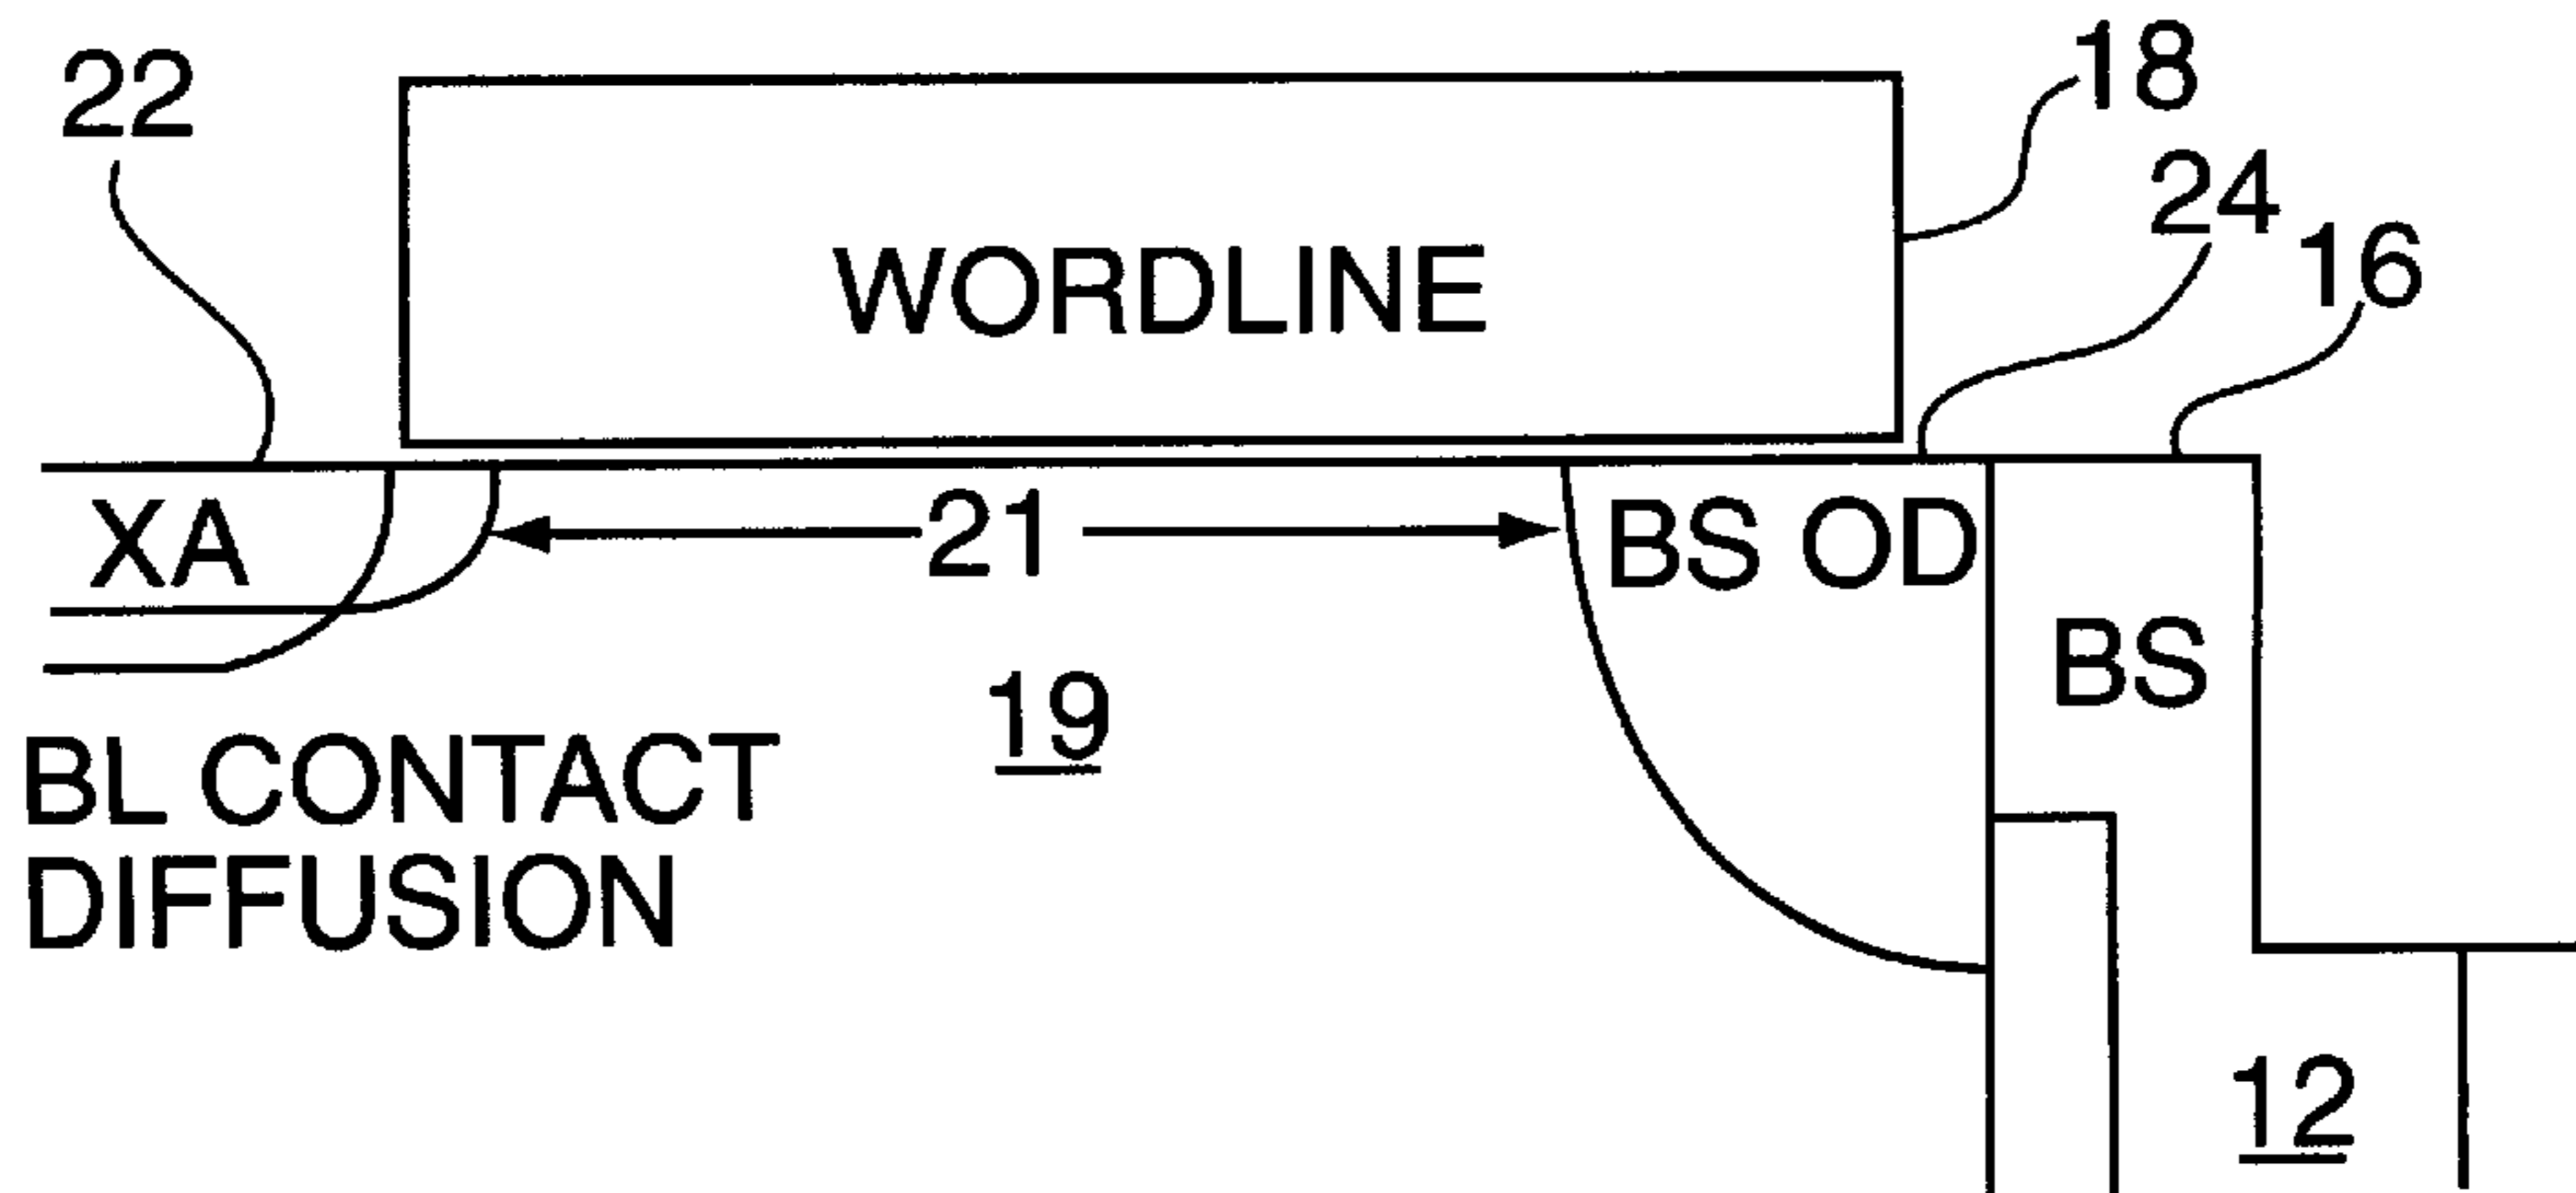 22
18
24
16
WORDLINE
XA
21
BS OD
BS
19
BL CONTACT
DIFFUSION
12